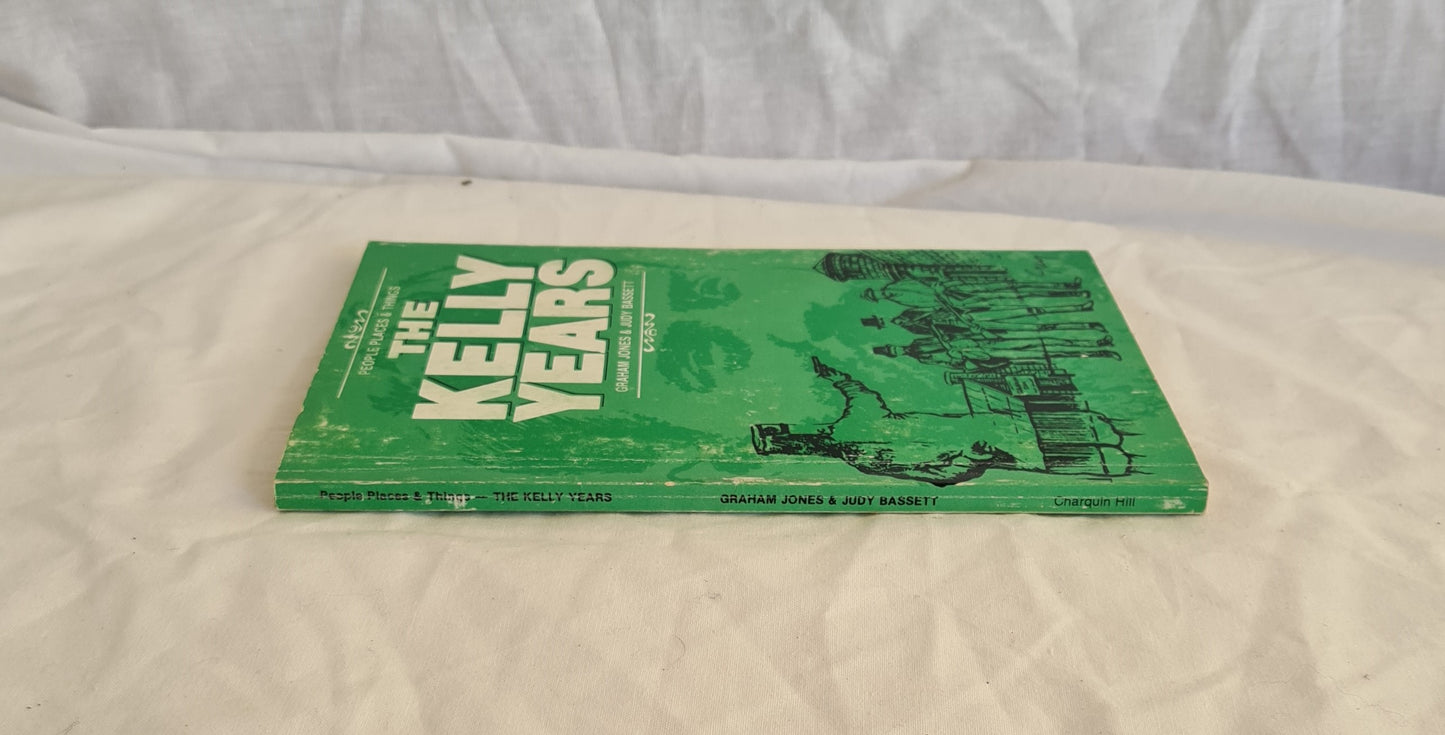 PEOPLE PLACES & THINGS
THE
KELLY
YEARS
GRAHAM JONES & JUDY BASSETT
People Places & Things — THE KELLY YEARS GRAHAM JONES & JUDY BASSETT Charquin Hill